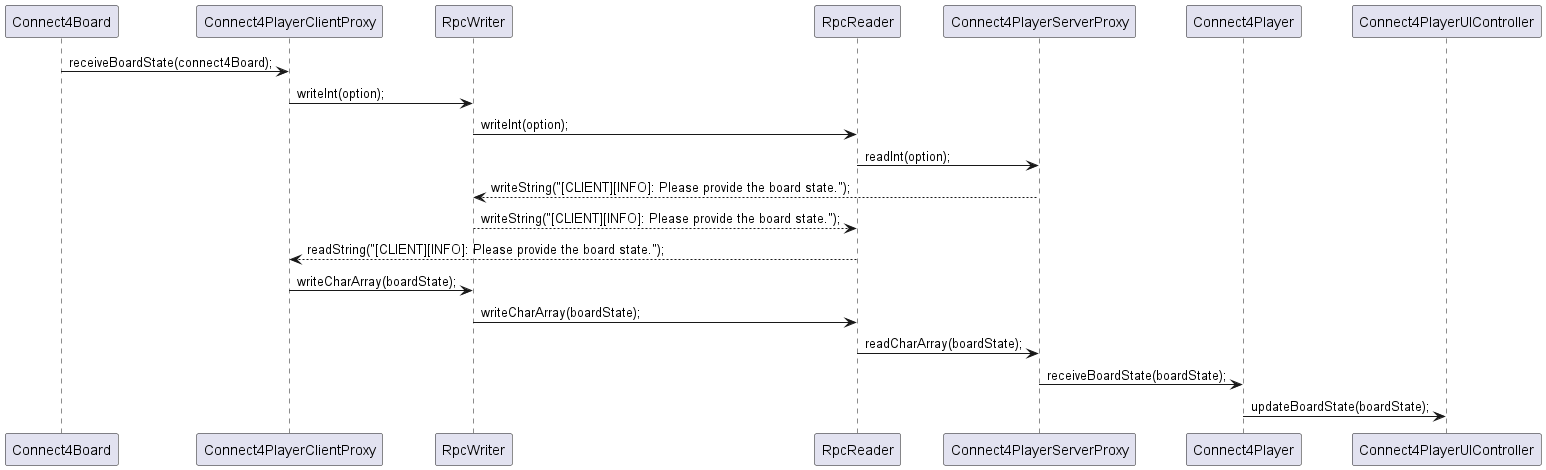 Connect4Board Connect4PlayerClientProxy RpcWriter RpcReader Connect4PlayerServerProxy Connect4Player Connect4PlayerUIController
receiveBoardState(connect4Board);
writeInt(option);
writeInt(option);
readInt(option);
writeString("[CLIENT][INFO]: Please provide the board state.");
writeString("[CLIENT][INFO]: Please provide the board state.");
readString("[CLIENT][INFO]: Please provide the board state.");
writeCharArray(boardState);
writeCharArray(boardState);
readCharArray(boardState);
receiveBoardState(boardState);
updateBoardState(boardState);
Connect4Board Connect4PlayerClientProxy RpcWriter RpcReader Connect4PlayerServerProxy Connect4Player Connect4PlayerUIController